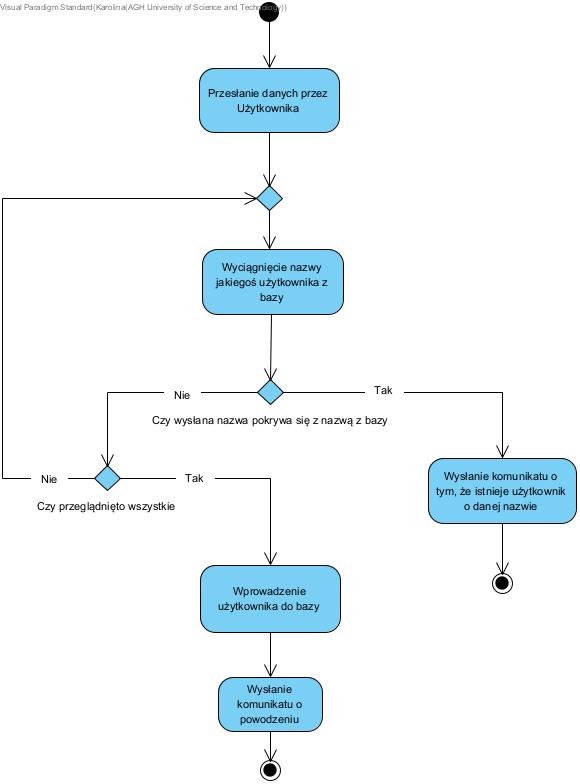 Visual Paradigm Standard(Karolina(AGH University of Science and Technology))
Przesłanie danych przez
Użytkownika
Wyciągnięcie nazwy
jakiegoś użytkownika z
bazy
Nie
Tak
Czy wysłana nazwa pokrywa się z nazwą z bazy
Nie
Tak
Czy przeglądnięto wszystkie
Wysłanie komunikatu o
tym, że istnieje użytkownik
o danej nazwie
Wprowadzenie
użytkownika do bazy
Wysłanie
komunikatu o
powodzeniu